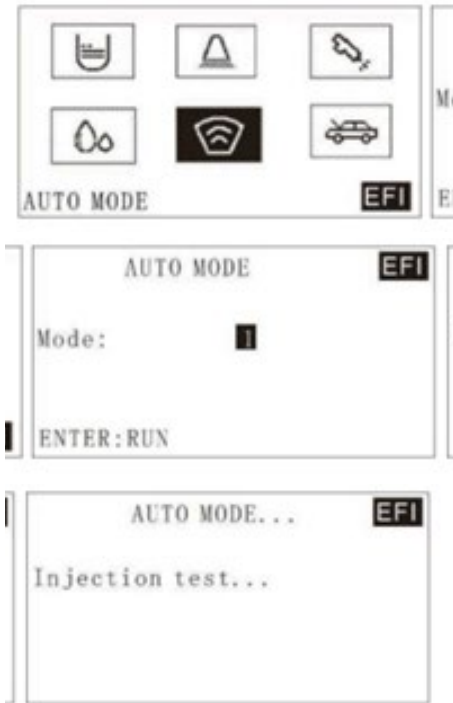 AUTO MODE EFI
AUTO MODE EFI
Mode: 1
ENTER:RUN
AUTO MODE... EFI
Injection test...